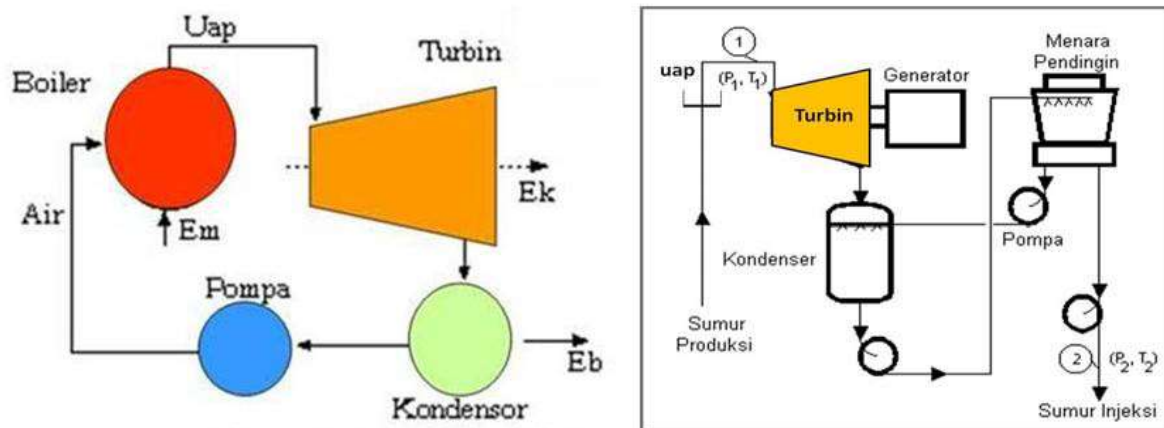 Uap
Turbin
Boiler
Ek
Air
Em
Pompa
Eb
Kondensor
1
uap
(P₁, T₁)
Generator
Menara
Pendingin
Turbin
Kondenser
Pompa
Sumur
Produksi
2
(P₂, T₂)
Sumur Injeksi